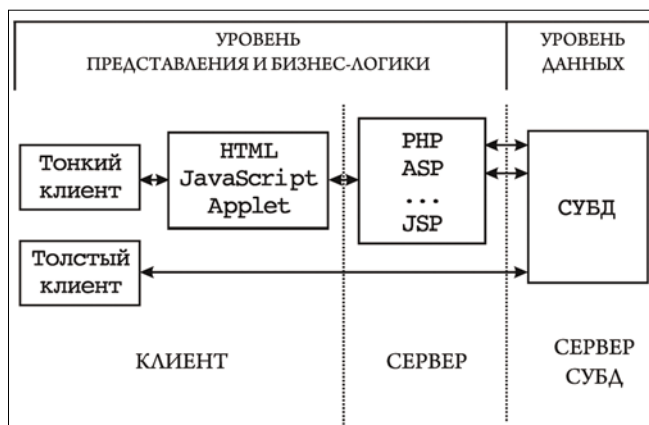 УРОВЕНЬ
ПРЕДСТАВЛЕНИЯ И БИЗНЕС-ЛОГИКИ
УРОВЕНЬ
ДАННЫХ
Тонкий
клиент
HTML
JavaScript
Applet
PHP
ASP
...
JSP
СУБД
Толстый
клиент
КЛИЕНТ
СЕРВЕР
СЕРВЕР
СУБД